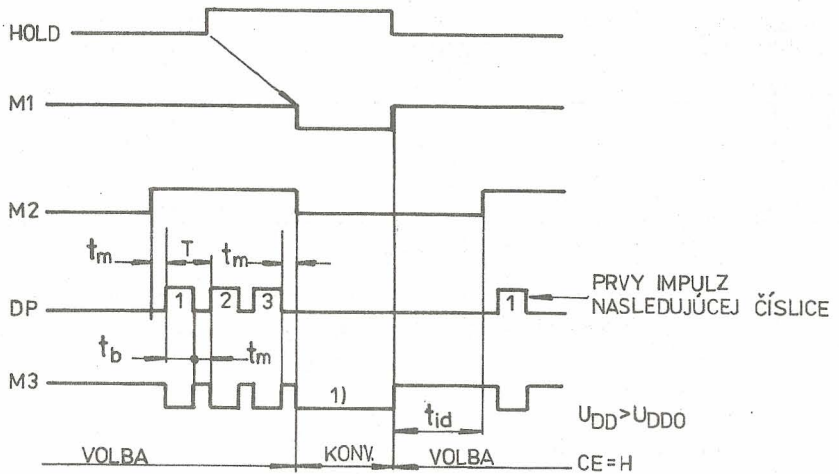 HOLD
M1
M2
tm T tm
DP 1 2 3 1
PRVY IMPULZ
NASLEDUJÚCEJ ČÍSLICE
tb tm
M3 1)
tid
UDD>UDDO
VOLBA KONV. VOLBA CE=H